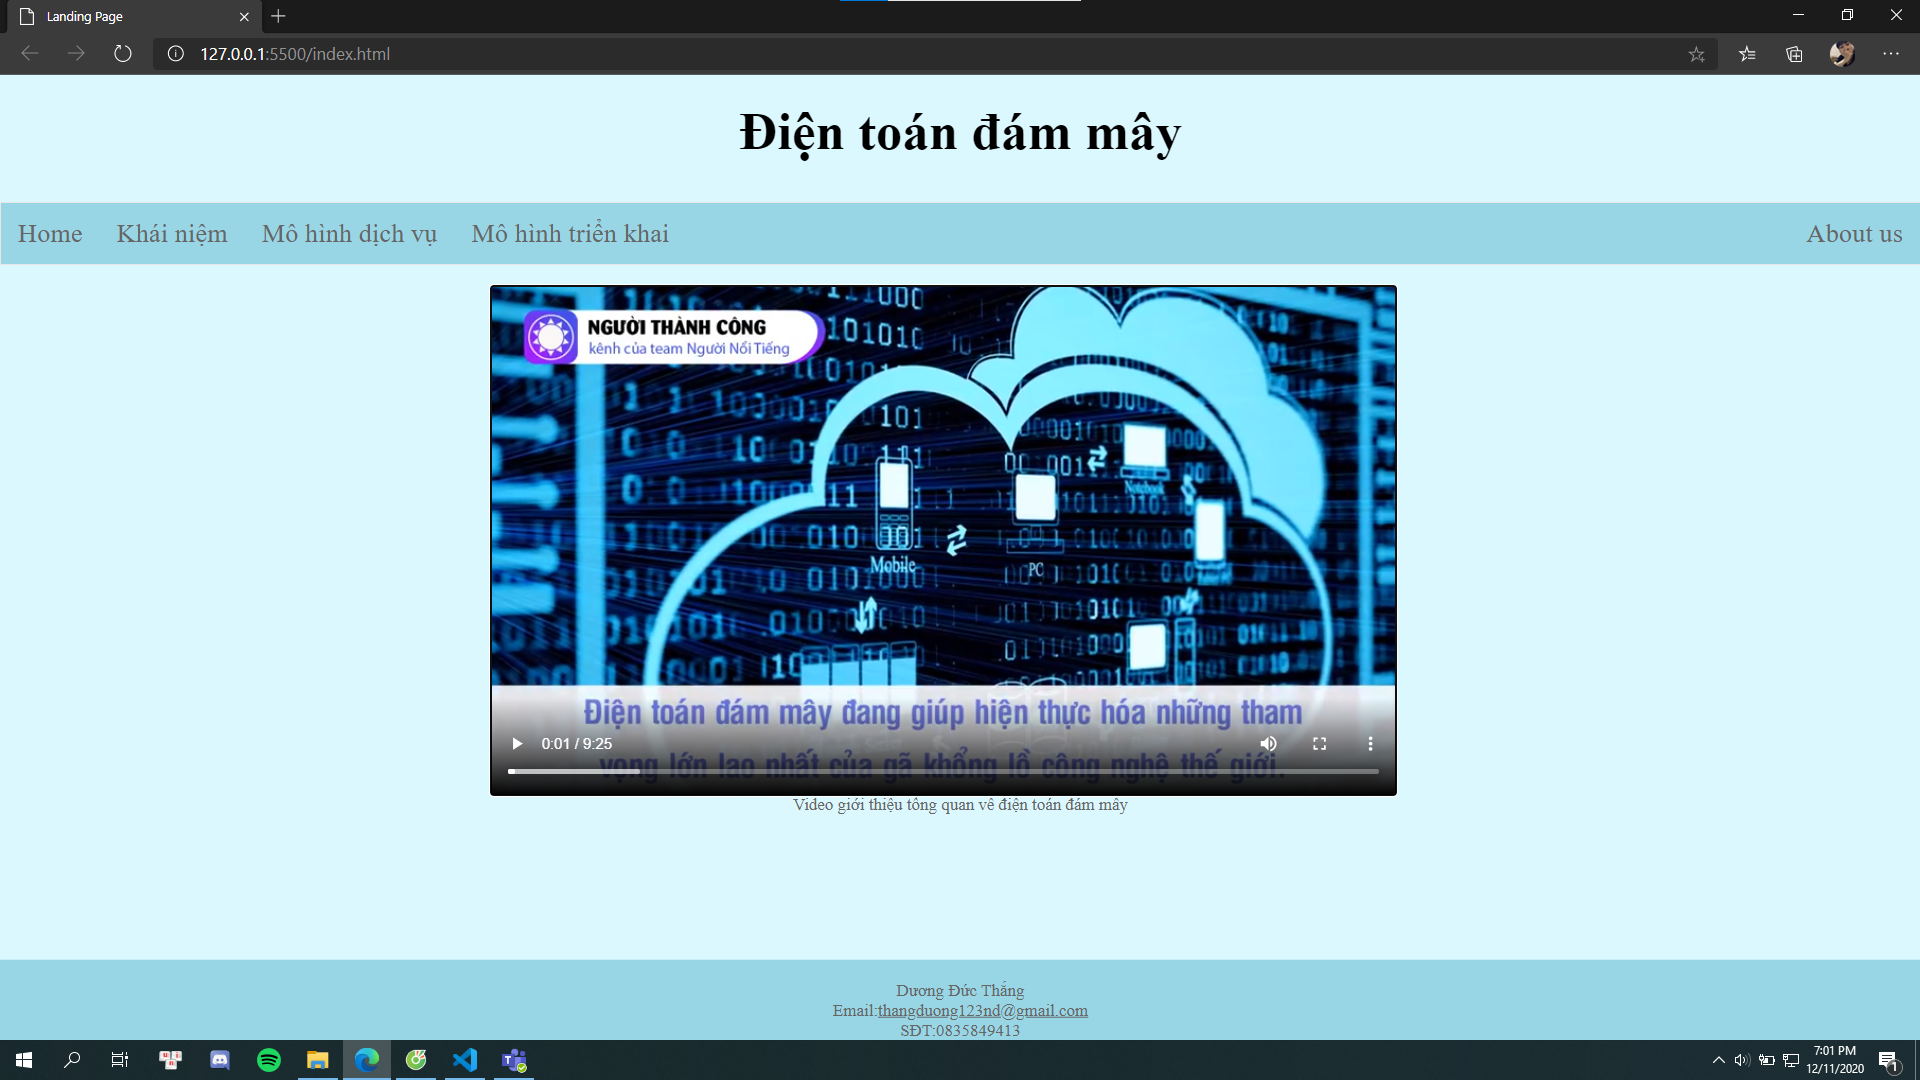 Landing Page
127.0.0.1:5500/index.html
Điện toán đám mây
Home Khái niệm Mô hình dịch vụ Mô hình triển khai About us
NGƯỜI THÀNH CÔNG
kênh của team Người Nổi Tiếng
Notebook
Mobile
PC
Điện toán đám mây đang giúp hiện thực hóa những tham
0:01 / 9:25
vọng lớn lao nhất của gã khổng lồ công nghệ thế giới.
Video giới thiệu tổng quan về điện toán đám mây
Dương Đức Thắng
Email:thangduong123nd@gmail.com
SĐT:0835849413
7:01 PM
12/11/2020
1